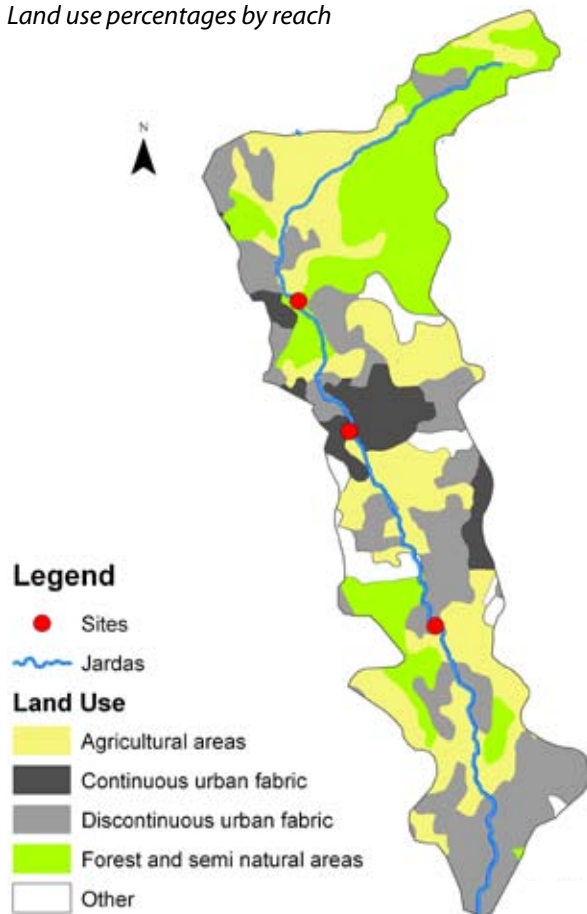 Land use percentages by reach
N
Legend
Sites
Jardas
Land Use
Agricultural areas
Continuous urban fabric
Discontinuous urban fabric
Forest and semi natural areas
Other